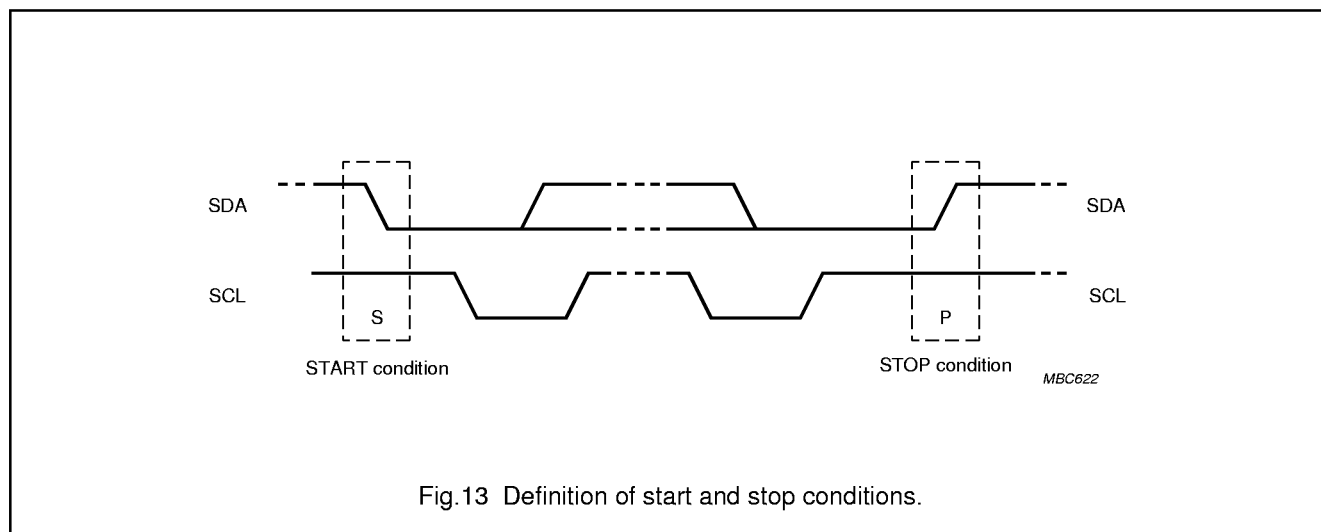 SDA SDA
SCL SCL
S P
START condition STOP condition
MBC622
Fig.13 Definition of start and stop conditions.